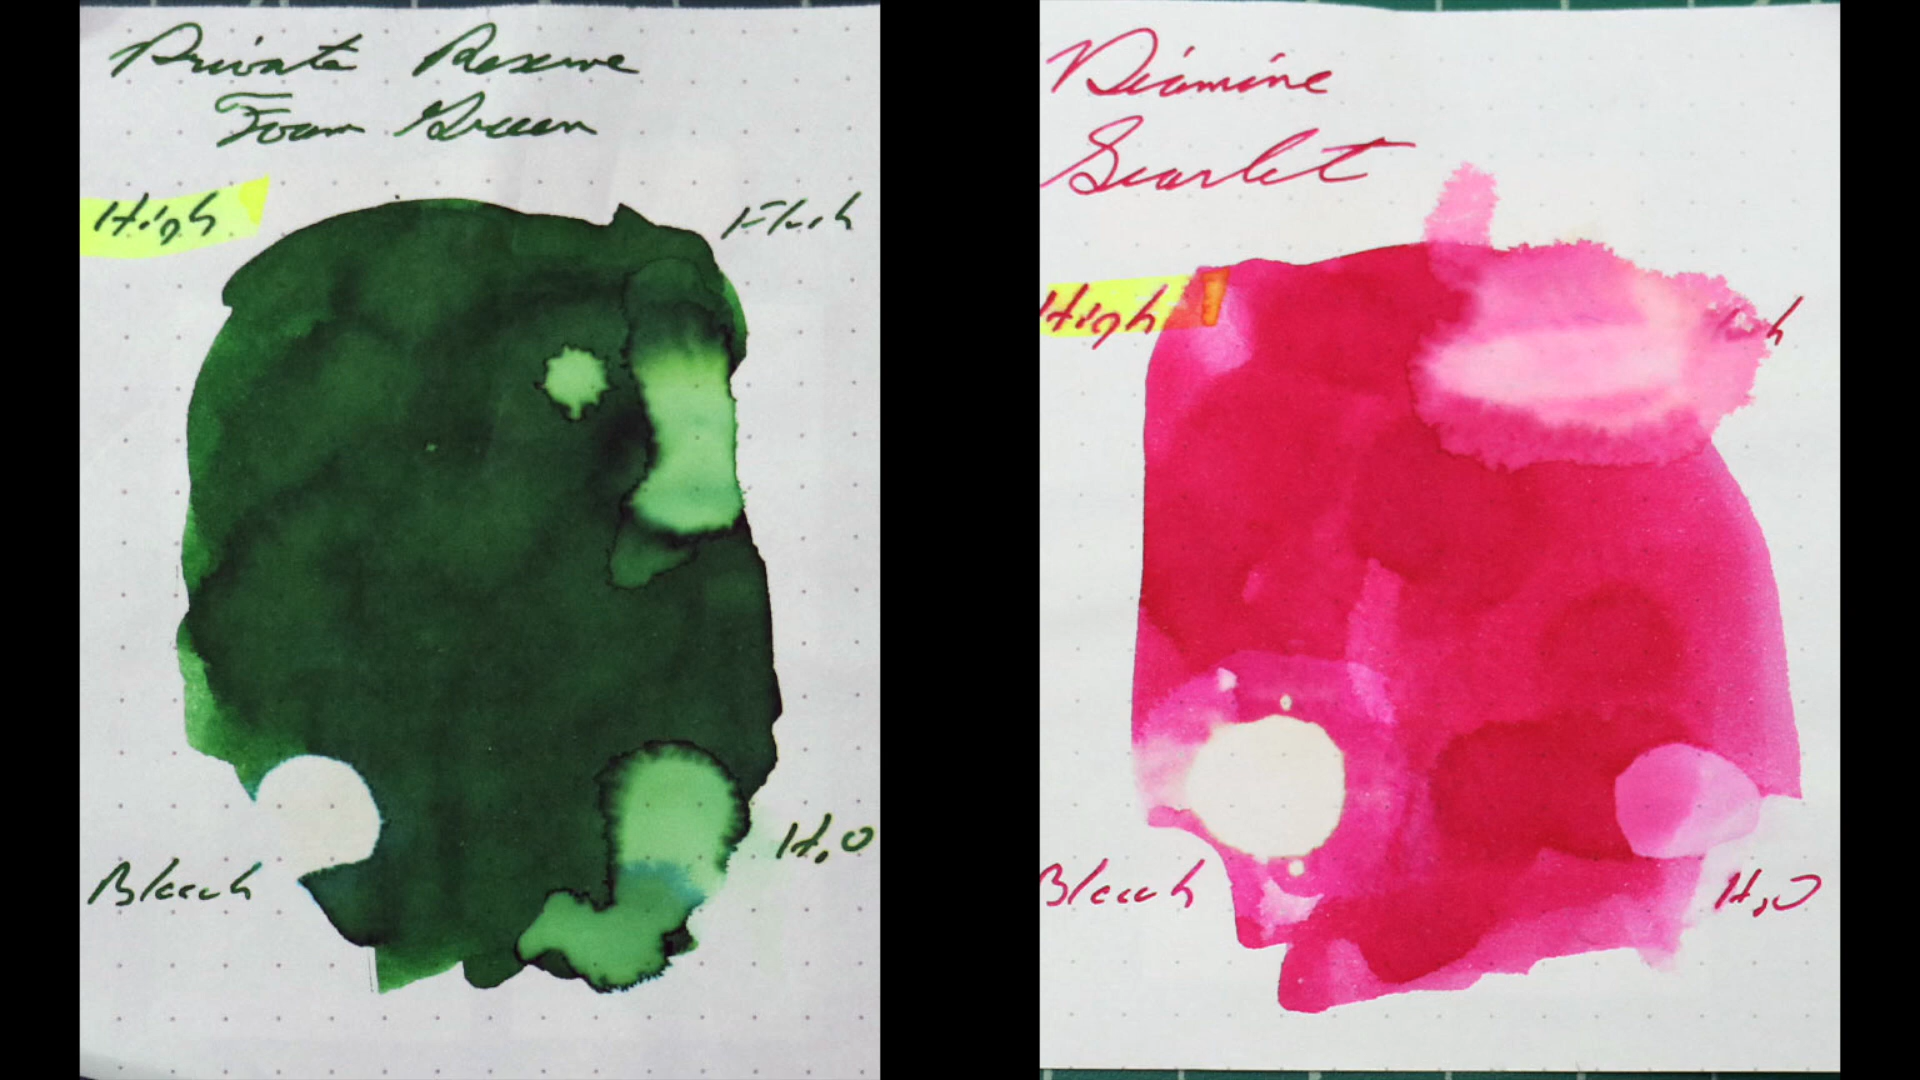 Private Reserve
Foam Green
High
Flush
Bleach
H₂O
Diamine
Scarlet
High
Bleach
H₂O